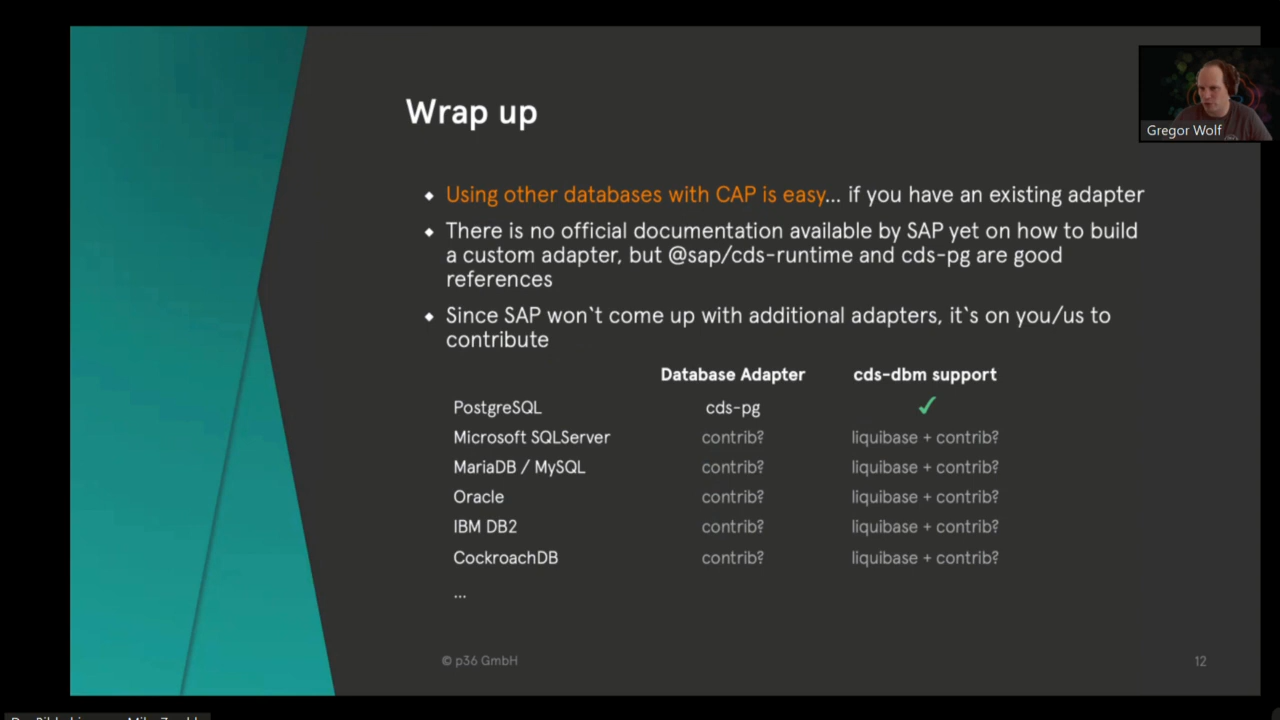 Wrap up
Gregor Wolf
◆ Using other databases with CAP is easy... if you have an existing adapter
◆ There is no official documentation available by SAP yet on how to build
a custom adapter, but @sap/cds-runtime and cds-pg are good
references
◆ Since SAP won`t come up with additional adapters, it`s on you/us to
contribute
Database Adapter cds-dbm support
PostgreSQL cds-pg ✓
Microsoft SQLServer contrib? liquibase + contrib?
MariaDB / MySQL contrib? liquibase + contrib?
Oracle contrib? liquibase + contrib?
IBM DB2 contrib? liquibase + contrib?
CockroachDB contrib? liquibase + contrib?
...
© p36 GmbH 12